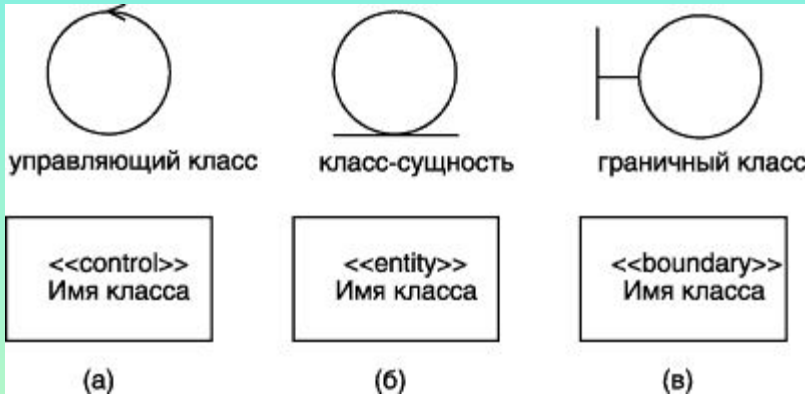 управляющий класс
класс-сущность
граничный класс
<<control>>
Имя класса
<<entity>>
Имя класса
<<boundary>>
Имя класса
(а)
(б)
(в)